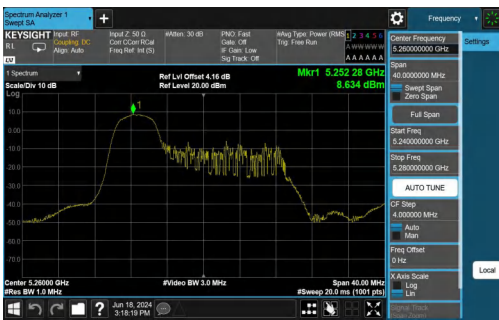 Spectrum Analyzer 1
Swept SA
Frequency
KEYSIGHT
Input: RF
Coupling: DC
Align: Auto
Input Z: 50 Ω
Corr CCorr RCal
Freq Ref: Int (S)
#Atten: 30 dB
PNO: Fast
Gate: Off
IF Gain: Low
Sig Track: Off
#Avg Type: Power (RMS
Trig: Free Run
1 2 3 4 5 6
A W W W W W
A A A A A A
RL
LVI
1 Spectrum
Scale/Div 10 dB
Log
Ref Lvl Offset 4.16 dB
Ref Level 20.00 dBm
Mkr1 5.252 28 GHz
8.634 dBm
1
10.0
0.00
-10.0
-20.0
-30.0
-40.0
-50.0
-60.0
-70.0
Center 5.26000 GHz
#Res BW 1.0 MHz
#Video BW 3.0 MHz
Span 40.00 MHz
#Sweep 20.0 ms (1001 pts)
Jun 18, 2024
3:18:19 PM
Center Frequency
5.260000000 GHz
Settings
Span
40.0000000 MHz
Swept Span
Zero Span
Full Span
Start Freq
5.240000000 GHz
Stop Freq
5.280000000 GHz
AUTO TUNE
CF Step
4.000000 MHz
Auto
Man
Freq Offset
0 Hz
X Axis Scale
Log
Lin
Local
Signal Track